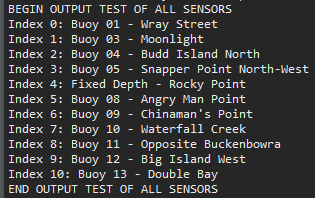 BEGIN OUTPUT TEST OF ALL SENSORS
Index 0: Buoy 01 - Wray Street
Index 1: Buoy 03 - Moonlight
Index 2: Buoy 04 - Budd Island North
Index 3: Buoy 05 - Snapper Point North-West
Index 4: Fixed Depth - Rocky Point
Index 5: Buoy 08 - Angry Man Point
Index 6: Buoy 09 - Chinaman's Point
Index 7: Buoy 10 - Waterfall Creek
Index 8: Buoy 11 - Opposite Buckenbowra
Index 9: Buoy 12 - Big Island West
Index 10: Buoy 13 - Double Bay
END OUTPUT TEST OF ALL SENSORS